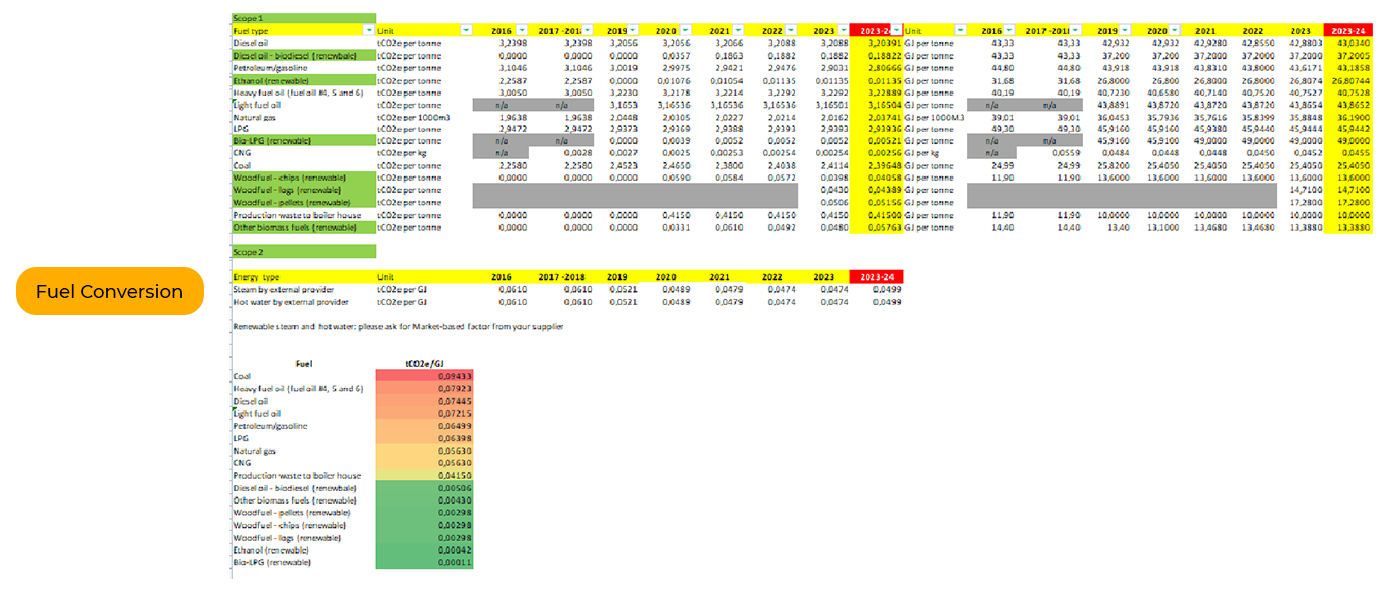 Scope 1
Fuel type Unit 2016 2017 -201 2019 2020 2021 2022 2023 2023-24 Unit 2016 2017 -201 2019 2020 2021 2022 2023 2023-24
Diesel oil tCO2e per tonne 3,2398 3,2398 3,2056 3,2056 3,2066 3,2088 3,2088 3,20391 GJ per tonne 43,33 43,33 42,932 42,932 42,9280 42,8550 42,8803 43,0340
Diesel oil - biodiesel (renewbale) tCO2e per tonne 0,0000 0,0000 0,0000 0,0357 0,1863 0,1882 0,1882 0,18822 GJ per tonne 43,33 43,33 37,200 37,200 37,2000 37,2000 37,2000 37,2005
Petroleum/gasoline tCO2e per tonne 3,1046 3,1046 3,0019 2,9975 2,9421 2,9476 2,9031 2,80666 GJ per tonne 44,80 44,80 43,918 43,918 43,8310 43,8000 43,6171 43,1858
Ethanol (renewable) tCO2e per tonne 2,2587 2,2587 0,0000 0,01076 0,01054 0,01135 0,01135 0,01135 GJ per tonne 31,68 31,68 26,8000 26,800 26,8000 26,8000 26,8074 26,80744
Heavy fuel oil (fuel oil #4, 5 and 6) tCO2e per tonne 3,0050 3,0050 3,2230 3,2178 3,2214 3,2292 3,2292 3,22889 GJ per tonne 40,19 40,19 40,7230 40,6580 40,7140 40,7520 40,7527 40,7528
Light fuel oil tCO2e per tonne n/a n/a 3,1653 3,16536 3,16536 3,16536 3,16501 3,16504 GJ per tonne n/a n/a 43,8891 43,8720 43,8720 43,8720 43,8654 43,8652
Natural gas tCO2e per 1000m3 1,9638 1,9638 2,0448 2,0305 2,0227 2,0214 2,0162 2,03741 GJ per 1000M3 39,01 39,01 36,0453 35,7936 35,7616 35,8399 35,8848 36,1900
LPG tCO2e per tonne 2,9472 2,9472 2,9373 2,9369 2,9388 2,9393 2,9393 2,93936 GJ per tonne 49,30 49,30 45,9160 45,9160 45,9380 45,9440 45,9444 45,9442
Bio-LPG (renewable) tCO2e per tonne n/a n/a 0,0000 0,0039 0,0052 0,0052 0,0052 0,00521 GJ per tonne n/a n/a 45,9100 45,9100 49,0000 49,0000 49,0000 49,0000
CNG tCO2e per kg n/a 0,0028 0,0027 0,0025 0,00253 0,00254 0,00254 0,00256 GJ per kg n/a 0,0559 0,0484 0,0448 0,0448 0,0450 0,0452 0,0455
Coal tCO2e per tonne 2,2580 2,2580 2,4523 2,4650 2,3800 2,4038 2,4114 2,39648 GJ per tonne 24,99 24,99 25,8200 25,4050 25,4050 25,4050 25,4050 25,4050
Woodfuel - chips (renewable) tCO2e per tonne 0,0000 0,0000 0,0000 0,0590 0,0584 0,0572 0,0398 0,04058 GJ per tonne 11,90 11,90 13,6000 13,6000 13,6000 13,6000 13,6000 13,6000
Woodfuel - logs (renewable) tCO2e per tonne 0,0430 0,04389 GJ per tonne 14,7100 14,7100
Woodfuel - pellets (renewable) tCO2e per tonne 0,0506 0,05156 GJ per tonne 17,2800 17,2800
Production waste to boiler house tCO2e per tonne 0,0000 0,0000 0,0000 0,4150 0,4150 0,4150 0,4150 0,41500 GJ per tonne 11,90 11,90 10,0000 10,0000 10,0000 10,0000 10,0000 10,0000
Other biomass fuels (renewable) tCO2e per tonne 0,0000 0,0000 0,0000 0,0331 0,0610 0,0492 0,0480 0,05763 GJ per tonne 14,40 14,40 13,40 13,1000 13,4680 13,4680 13,3880 13,3880
Scope 2
Energy type Unit 2016 2017 -2018 2019 2020 2021 2022 2023 2023-24
Steam by external provider tCO2e per GJ 0,0610 0,0610 0,0521 0,0489 0,0479 0,0474 0,0474 0,0499
Hot water by external provider tCO2e per GJ 0,0610 0,0610 0,0521 0,0489 0,0479 0,0474 0,0474 0,0499
Fuel Conversion
Renewable steam and hot water: please ask for Market-based factor from your supplier
Fuel tCO2e/GJ
Coal 0,09433
Heavy fuel oil (fuel oil #4, 5 and 6) 0,07923
Diesel oil 0,07445
Light fuel oil 0,07215
Petroleum/gasoline 0,06499
LPG 0,06398
Natural gas 0,05630
CNG 0,05630
Production waste to boiler house 0,04150
Diesel oil - biodiesel (renewbale) 0,00506
Other biomass fuels (renewable) 0,00430
Woodfuel - pellets (renewable) 0,00298
Woodfuel - chips (renewable) 0,00298
Woodfuel - logs (renewable) 0,00298
Ethanol (renewable) 0,00042
Bio-LPG (renewable) 0,00011